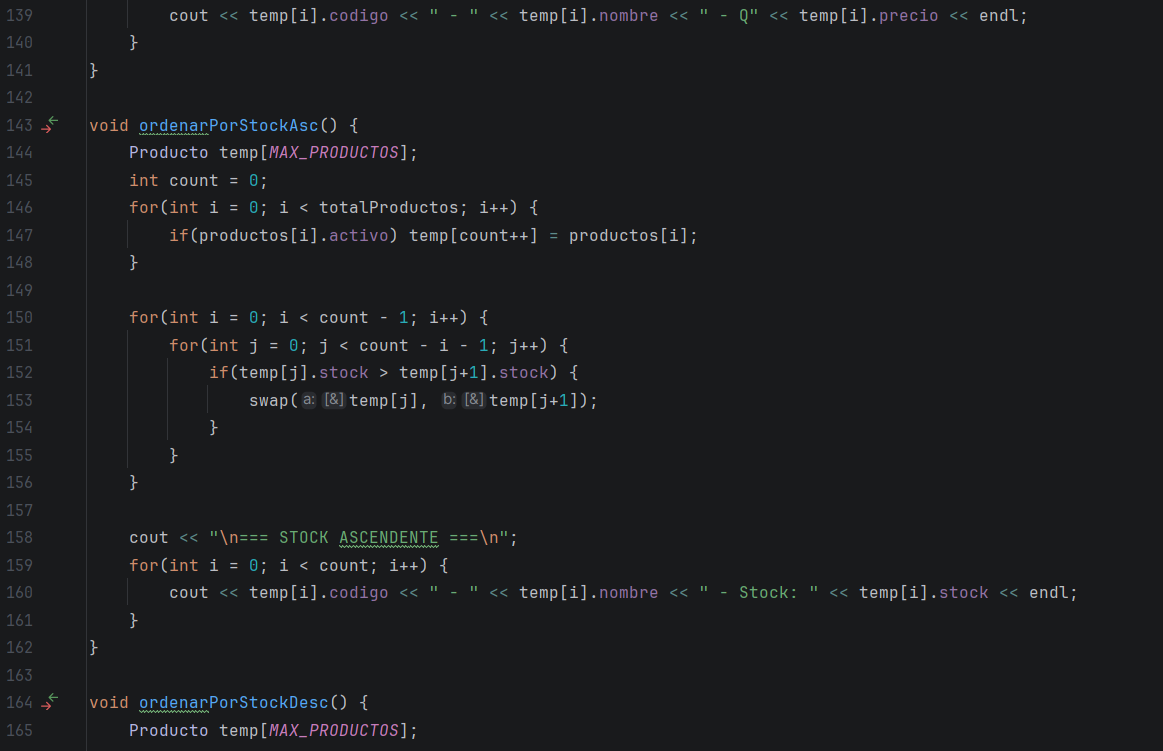 139 cout << temp[i].codigo << " - " << temp[i].nombre << " - Q" << temp[i].precio << endl;
140 }
141 }
142
143 void ordenarPorStockAsc() {
144 Producto temp[MAX_PRODUCTOS];
145 int count = 0;
146 for(int i = 0; i < totalProductos; i++) {
147 if(productos[i].activo) temp[count++] = productos[i];
148 }
149
150 for(int i = 0; i < count - 1; i++) {
151 for(int j = 0; j < count - i - 1; j++) {
152 if(temp[j].stock > temp[j+1].stock) {
153 swap(a: [&]temp[j], b: [&]temp[j+1]);
154 }
155 }
156 }
157
158 cout << "\n=== STOCK ASCENDENTE ===\n";
159 for(int i = 0; i < count; i++) {
160 cout << temp[i].codigo << " - " << temp[i].nombre << " - Stock: " << temp[i].stock << endl;
161 }
162 }
163
164 void ordenarPorStockDesc() {
165 Producto temp[MAX_PRODUCTOS];